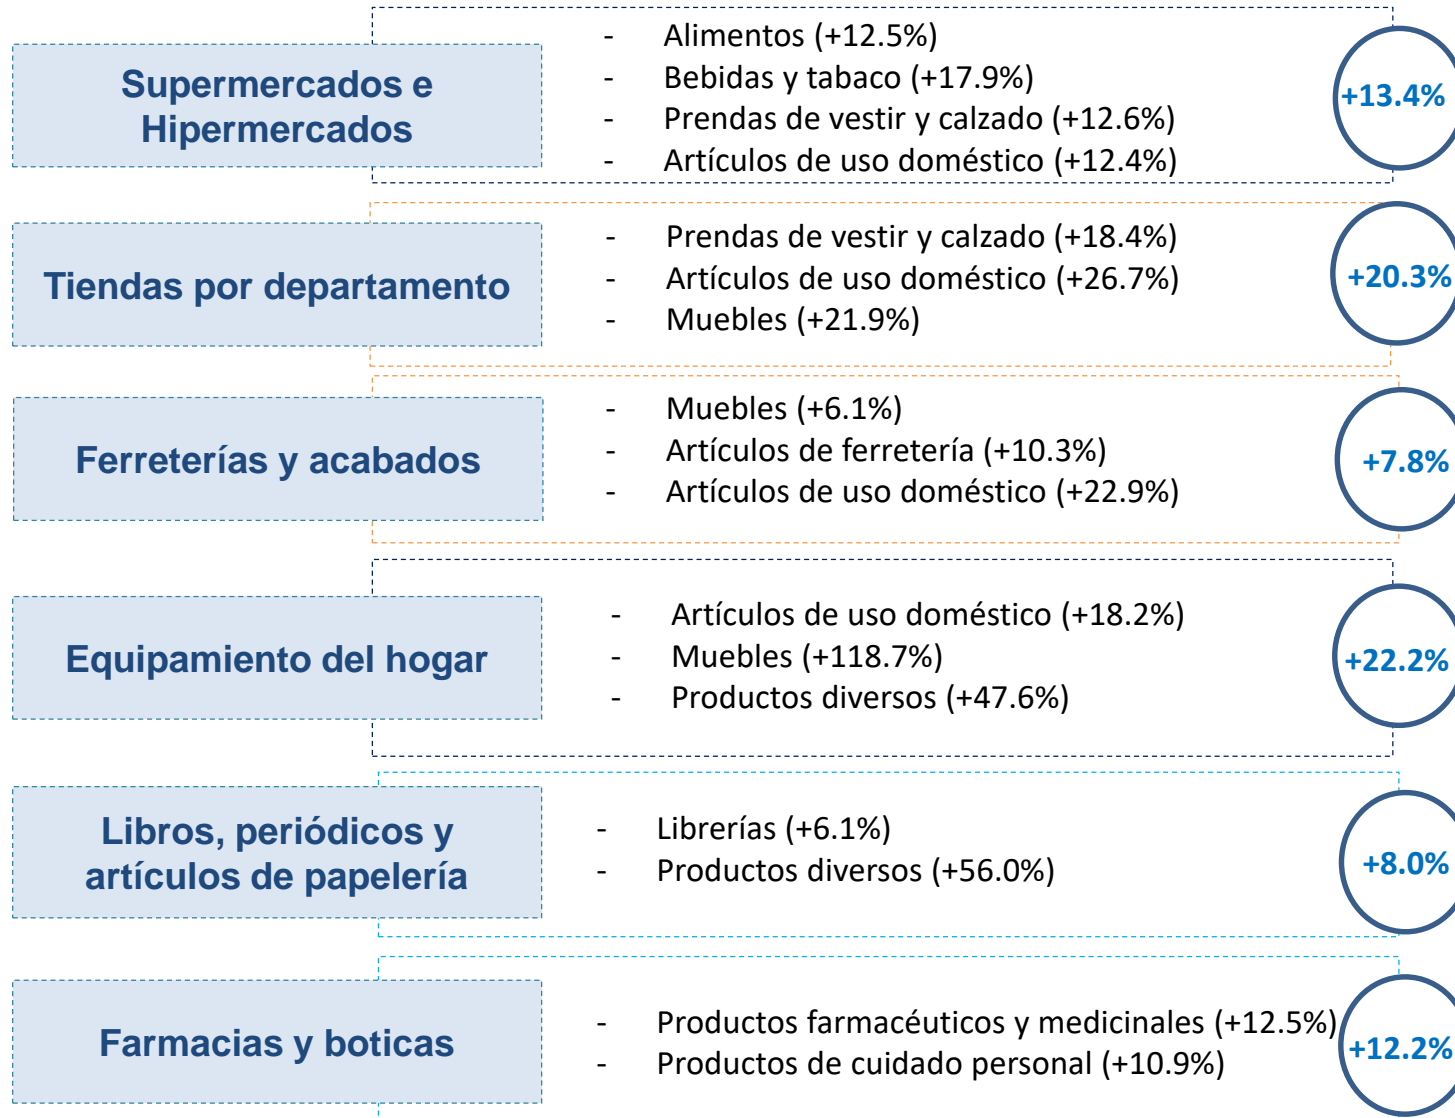 Supermercados e
Hipermercados
- Alimentos (+12.5%)
- Bebidas y tabaco (+17.9%)
- Prendas de vestir y calzado (+12.6%)
- Artículos de uso doméstico (+12.4%)
+13.4%
Tiendas por departamento
- Prendas de vestir y calzado (+18.4%)
- Artículos de uso doméstico (+26.7%)
- Muebles (+21.9%)
+20.3%
Ferreterías y acabados
- Muebles (+6.1%)
- Artículos de ferretería (+10.3%)
- Artículos de uso doméstico (+22.9%)
+7.8%
Equipamiento del hogar
- Artículos de uso doméstico (+18.2%)
- Muebles (+118.7%)
- Productos diversos (+47.6%)
+22.2%
Libros, periódicos y
artículos de papelería
- Librerías (+6.1%)
- Productos diversos (+56.0%)
+8.0%
Farmacias y boticas
- Productos farmacéuticos y medicinales (+12.5%)
- Productos de cuidado personal (+10.9%)
+12.2%